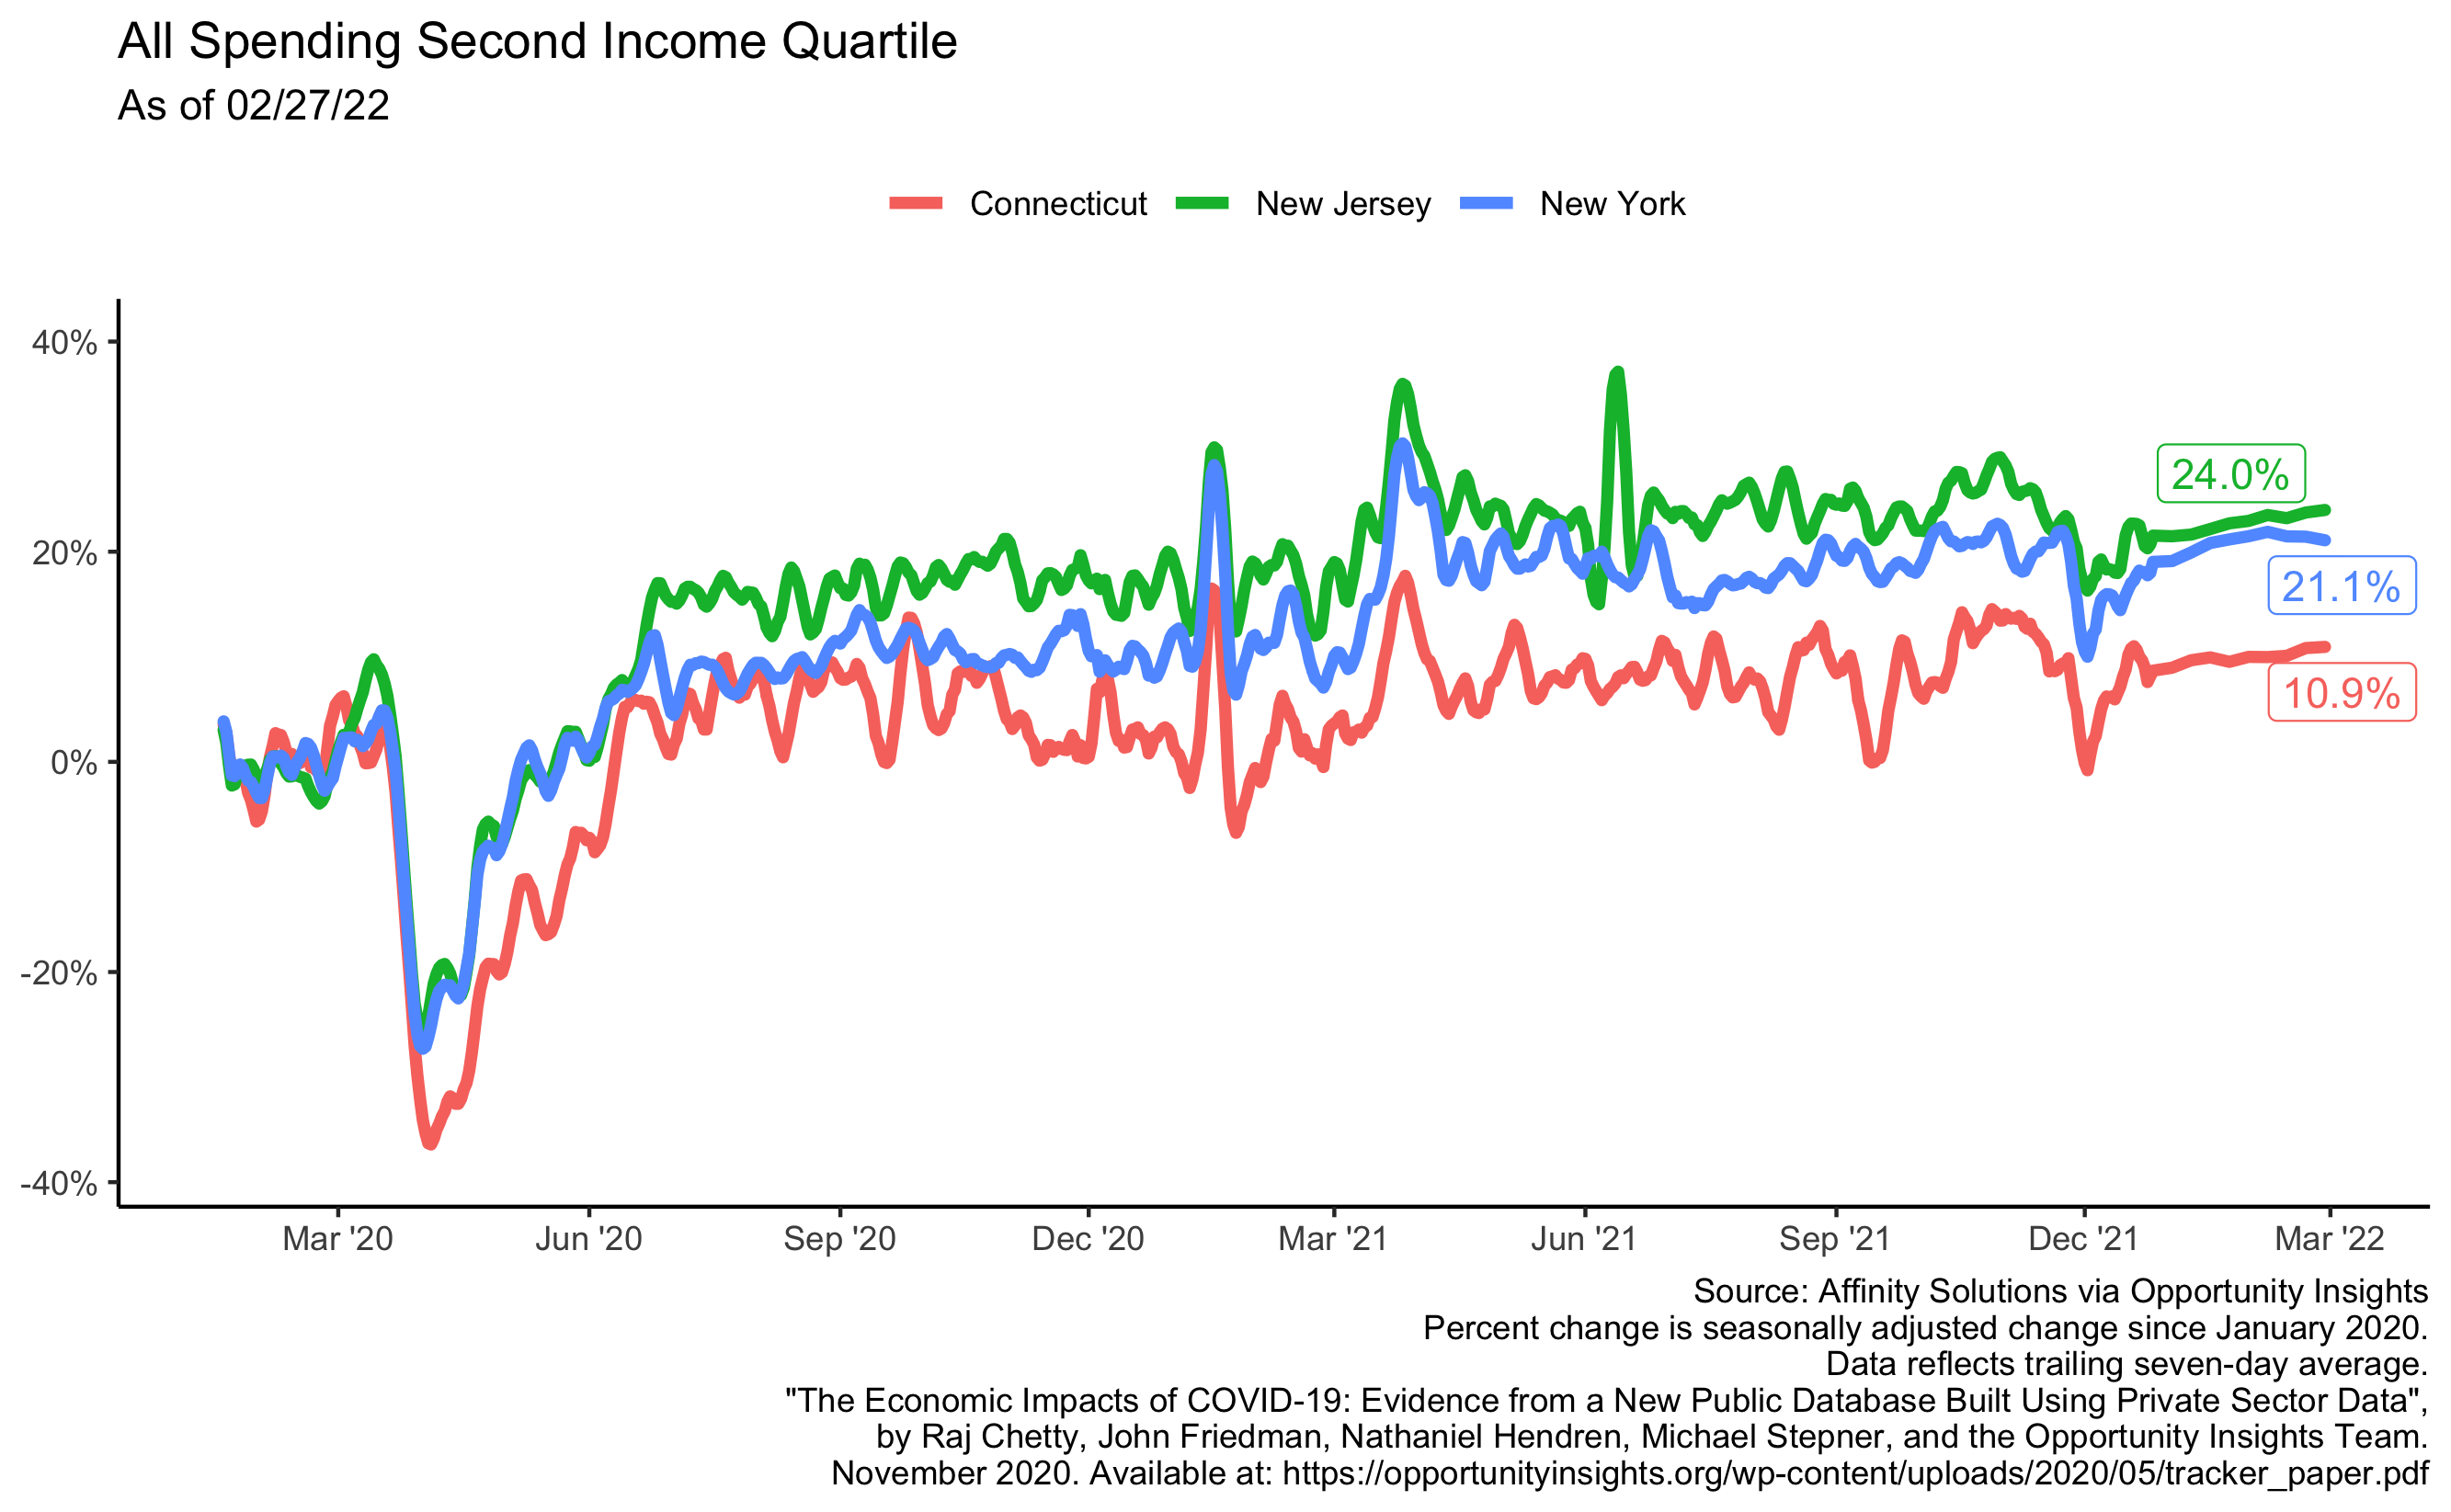 All Spending Second Income Quartile
As of 02/27/22
Connecticut New Jersey New York
40%
20%
0%
-20%
-40%
24.0%
21.1%
10.9%
Mar '20 Jun '20 Sep '20 Dec '20 Mar '21 Jun '21 Sep '21 Dec '21 Mar '22
Source: Affinity Solutions via Opportunity Insights
Percent change is seasonally adjusted change since January 2020.
Data reflects trailing seven-day average.
"The Economic Impacts of COVID-19: Evidence from a New Public Database Built Using Private Sector Data",
by Raj Chetty, John Friedman, Nathaniel Hendren, Michael Stepner, and the Opportunity Insights Team.
November 2020. Available at: https://opportunityinsights.org/wp-content/uploads/2020/05/tracker_paper.pdf